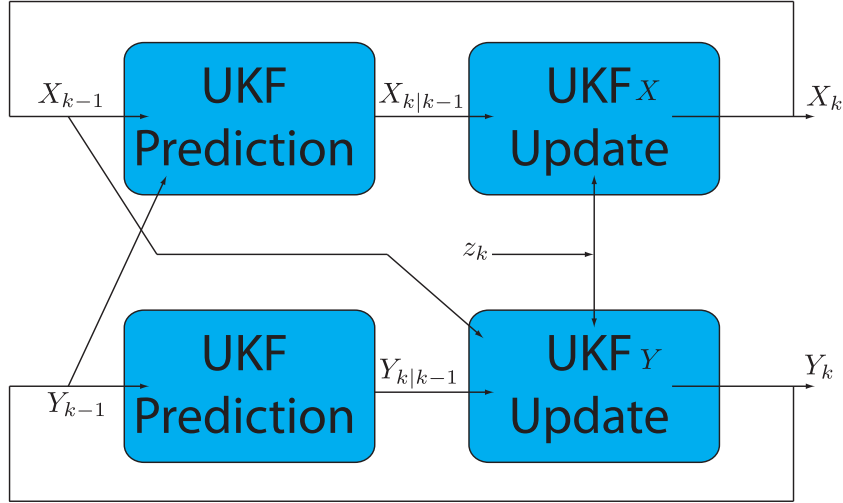 UKF
Prediction
X_{k-1}
X_{k|k-1}
UKF X
Update
X_k
z_k
UKF
Prediction
Y_{k-1}
Y_{k|k-1}
UKF Y
Update
Y_k